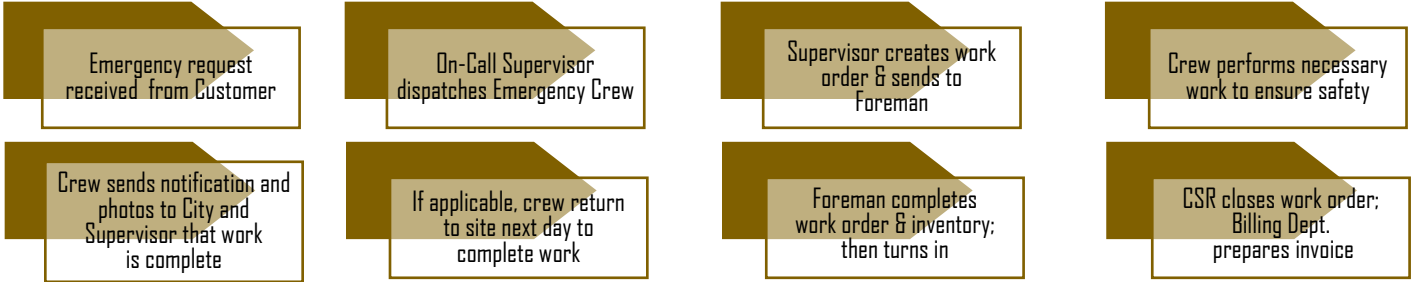 Emergency request
received from Customer
On-Call Supervisor
dispatches Emergency Crew
Supervisor creates work
order & sends to
Foreman
Crew performs necessary
work to ensure safety
Crew sends notification and
photos to City and
Supervisor that work
is complete
If applicable, crew return
to site next day to
complete work
Foreman completes
work order & inventory;
then turns in
CSR closes work order;
Billing Dept.
prepares invoice